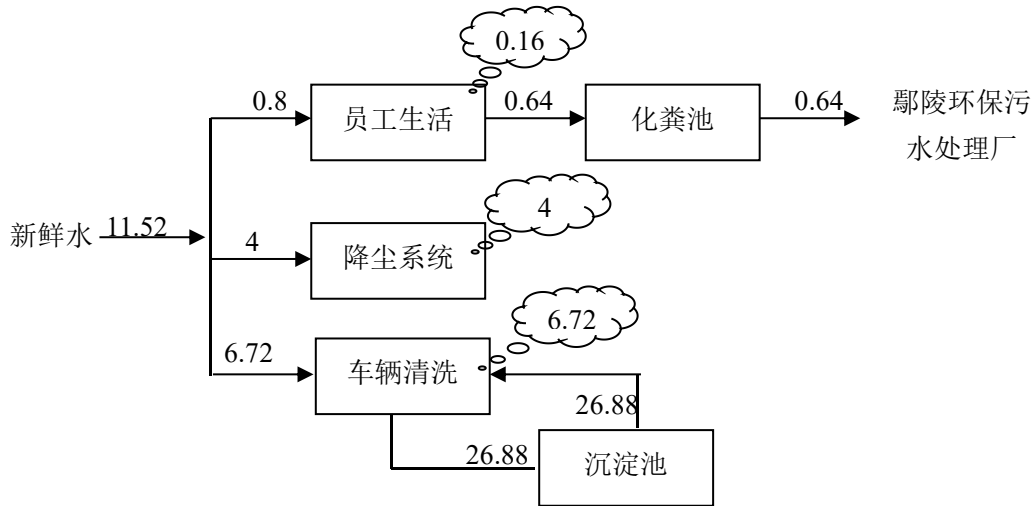 0.16
0.8
员工生活
0.64
化粪池
0.64
鄢陵环保污
水处理厂
新鲜水
11.52
4
降尘系统
4
6.72
车辆清洗
6.72
26.88
26.88
沉淀池